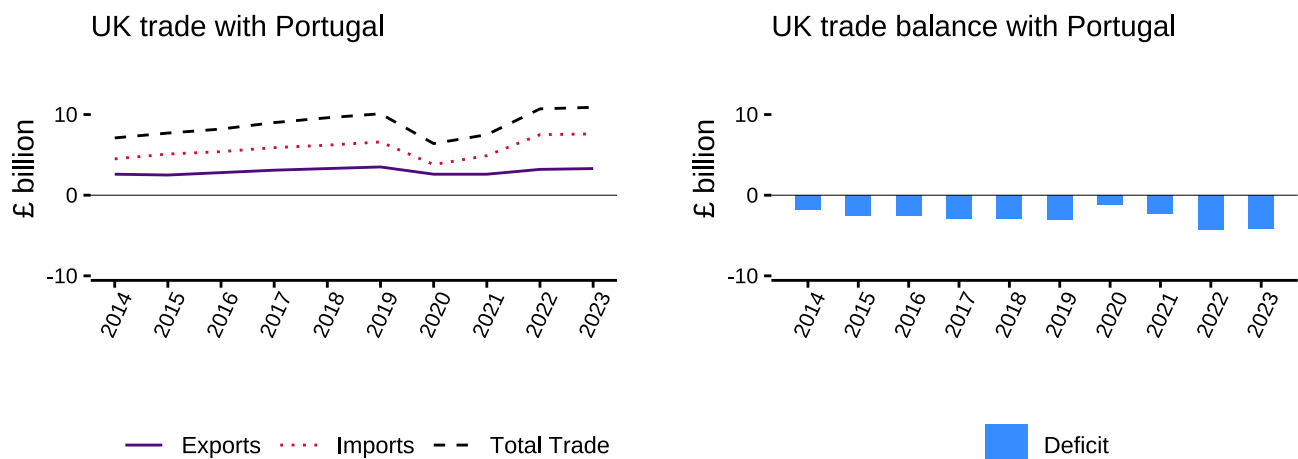 UK trade with Portugal
£ billion
10
0
-10
2014 2015 2016 2017 2018 2019 2020 2021 2022 2023
Exports Imports Total Trade
UK trade balance with Portugal
£ billion
10
0
-10
2014 2015 2016 2017 2018 2019 2020 2021 2022 2023
Deficit